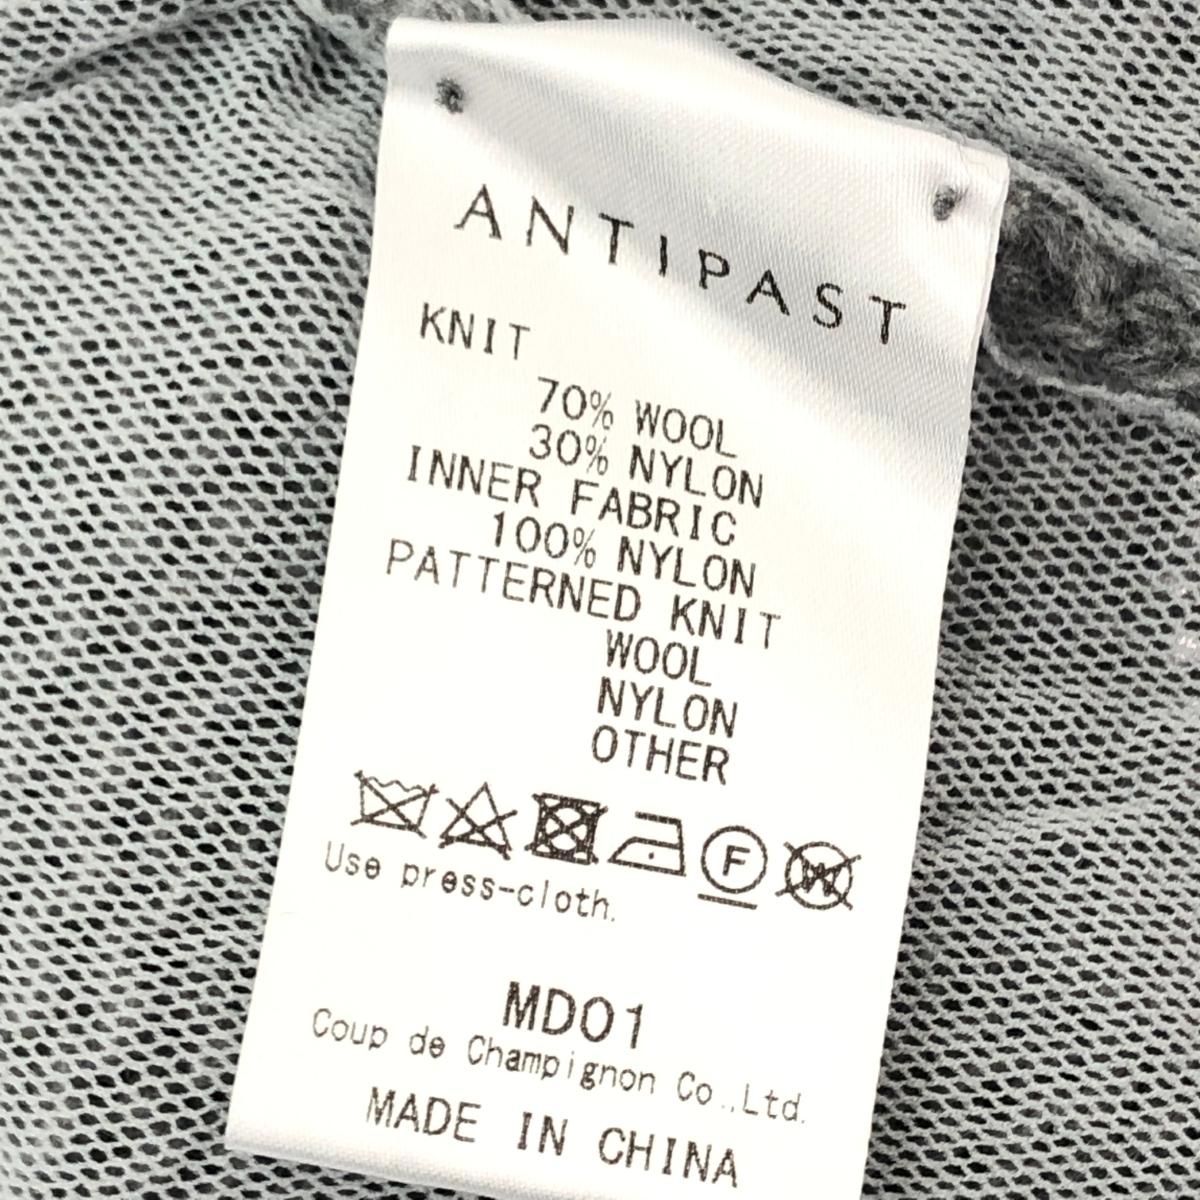 ANTIPAST
KNIT
70% WOOL
30% NYLON
INNER FABRIC
100% NYLON
PATTERNED KNIT
WOOL
NYLON
OTHER
F W
Use press-cloth.
MD01
Coup de Champignon Co.,Ltd.
MADE IN CHINA